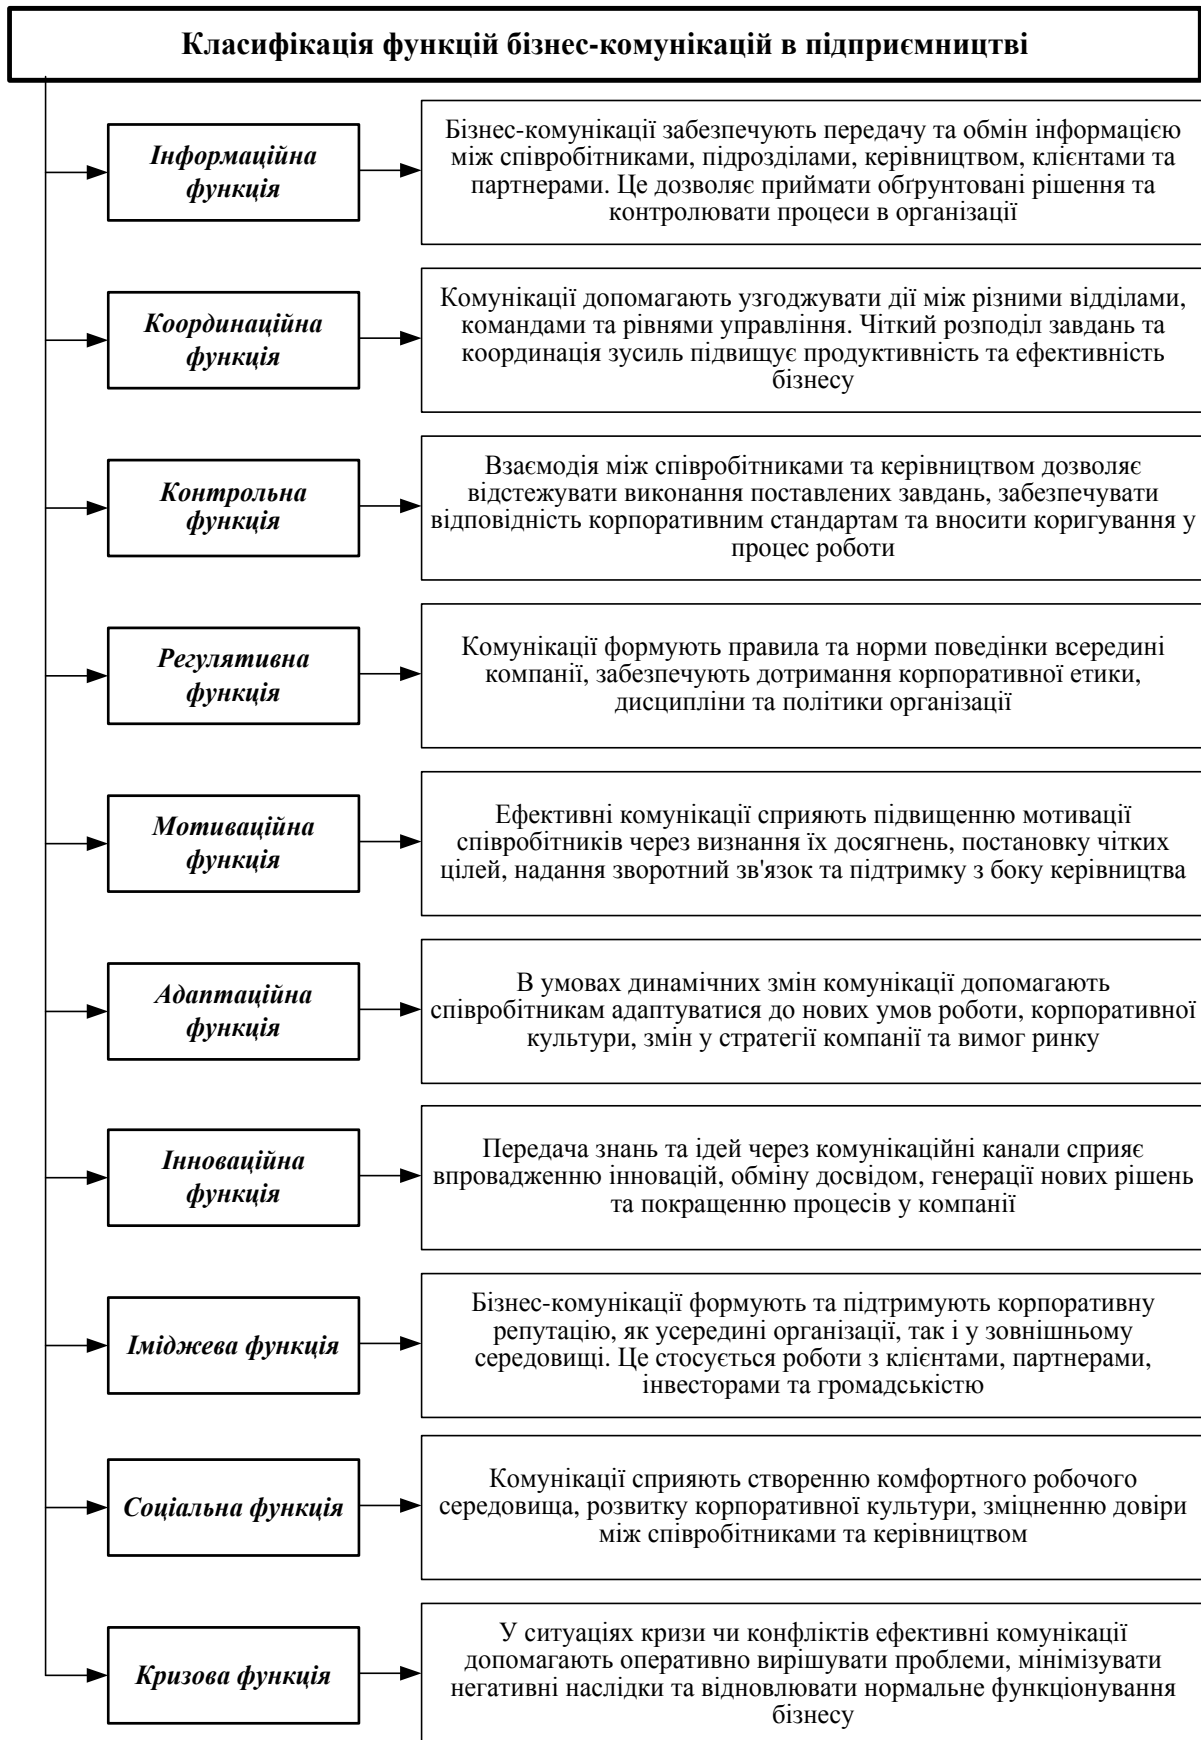 Класифікація функцій бізнес-комунікацій в підприємництві
Інформаційна
функція
Бізнес-комунікації забезпечують передачу та обмін інформацією
між співробітниками, підрозділами, керівництвом, клієнтами та
партнерами. Це дозволяє приймати обґрунтовані рішення та
контролювати процеси в організації
Координаційна
функція
Комунікації допомагають узгоджувати дії між різними відділами,
командами та рівнями управління. Чіткий розподіл завдань та
координація зусиль підвищує продуктивність та ефективність
бізнесу
Контрольна
функція
Взаємодія між співробітниками та керівництвом дозволяє
відстежувати виконання поставлених завдань, забезпечувати
відповідність корпоративним стандартам та вносити коригування у
процес роботи
Регулятивна
функція
Комунікації формують правила та норми поведінки всередині
компанії, забезпечують дотримання корпоративної етики,
дисципліни та політики організації
Мотиваційна
функція
Ефективні комунікації сприяють підвищенню мотивації
співробітників через визнання їх досягнень, постановку чітких
цілей, надання зворотний зв'язок та підтримку з боку керівництва
Адаптаційна
функція
В умовах динамічних змін комунікації допомагають
співробітникам адаптуватися до нових умов роботи, корпоративної
культури, змін у стратегії компанії та вимог ринку
Інноваційна
функція
Передача знань та ідей через комунікаційні канали сприяє
впровадженню інновацій, обміну досвідом, генерації нових рішень
та покращенню процесів у компанії
Іміджева функція
Бізнес-комунікації формують та підтримують корпоративну
репутацію, як усередині організації, так і у зовнішньому
середовищі. Це стосується роботи з клієнтами, партнерами,
інвесторами та громадськістю
Соціальна функція
Комунікації сприяють створенню комфортного робочого
середовища, розвитку корпоративної культури, зміцненню довіри
між співробітниками та керівництвом
Кризова функція
У ситуаціях кризи чи конфліктів ефективні комунікації
допомагають оперативно вирішувати проблеми, мінімізувати
негативні наслідки та відновлювати нормальне функціонування
бізнесу